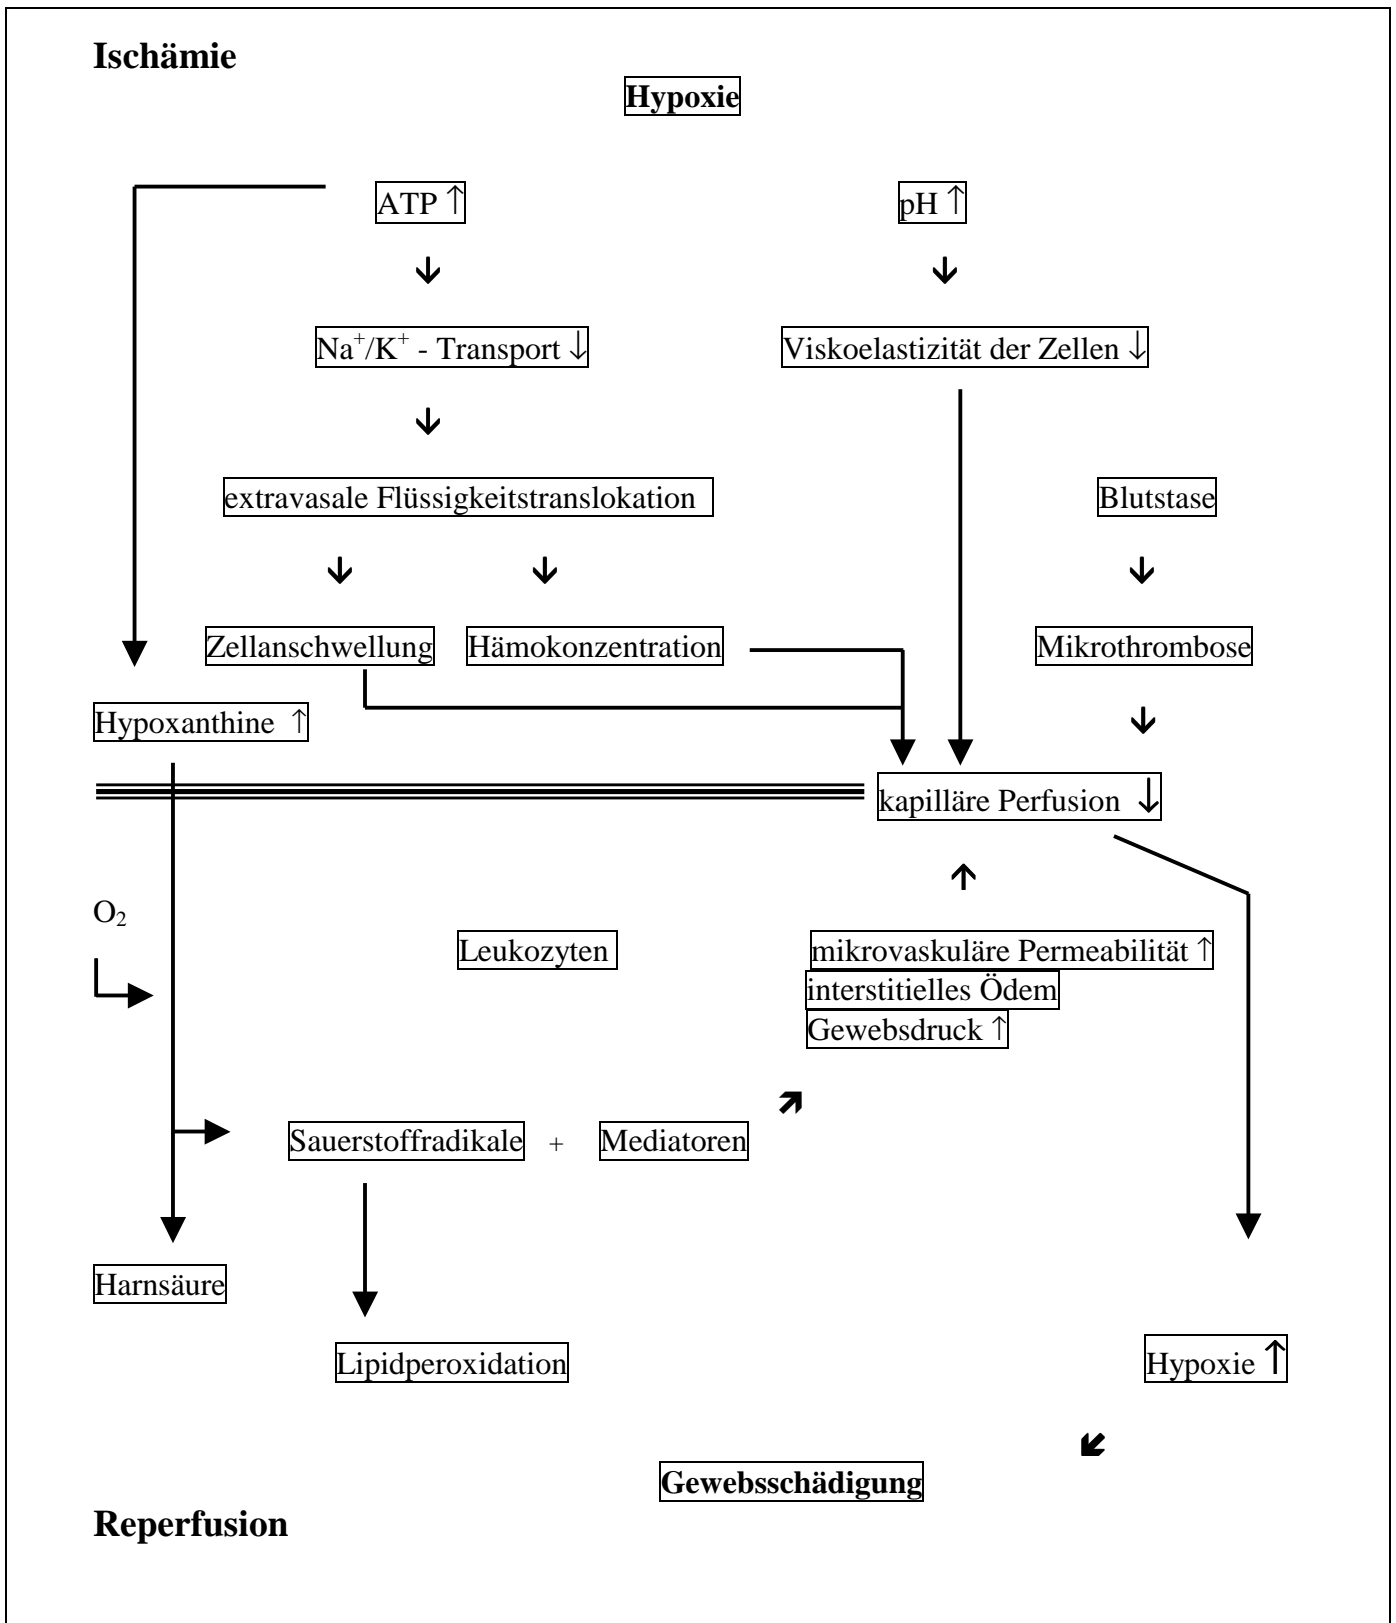 Ischämie
Hypoxie
ATP ↑ pH ↑
Na⁺/K⁺ - Transport ↓ Viskoelastizität der Zellen ↓
extravasale Flüssigkeitstranslokation Blutstase
Zellanschwellung Hämokonzentration Mikrothrombose
Hypoxanthine ↑
kapilläre Perfusion ↓
O₂
Leukozyten mikrovaskuläre Permeabilität ↑
interstitielles Ödem
Gewebsdruck ↑
Sauerstoffradikale + Mediatoren
Harnsäure
Lipidperoxidation Hypoxie ↑
Gewebsschädigung
Reperfusion